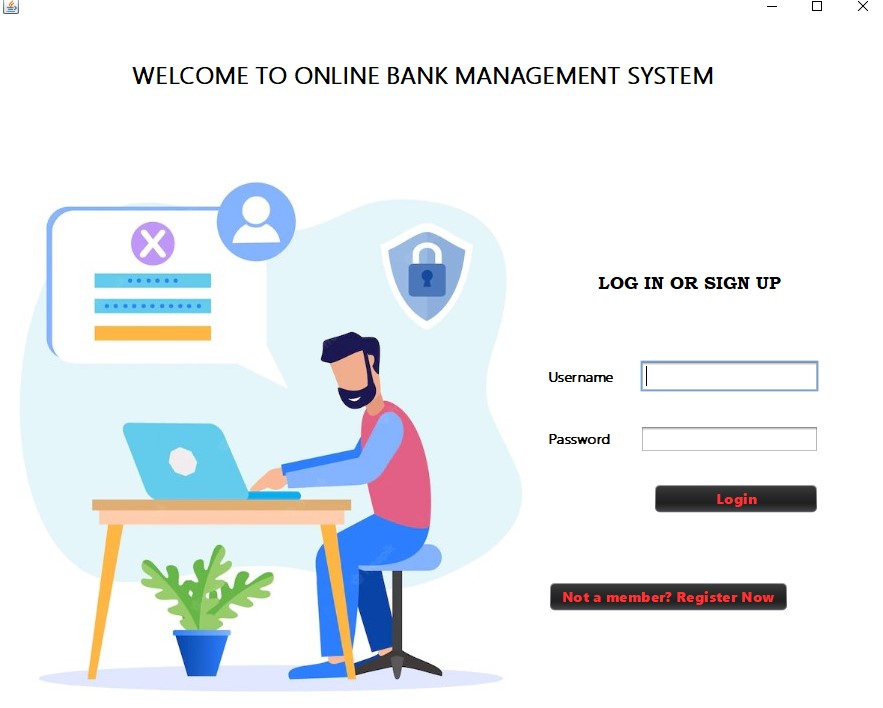 WELCOME TO ONLINE BANK MANAGEMENT SYSTEM
LOG IN OR SIGN UP
Username
Password
Login
Not a member? Register Now